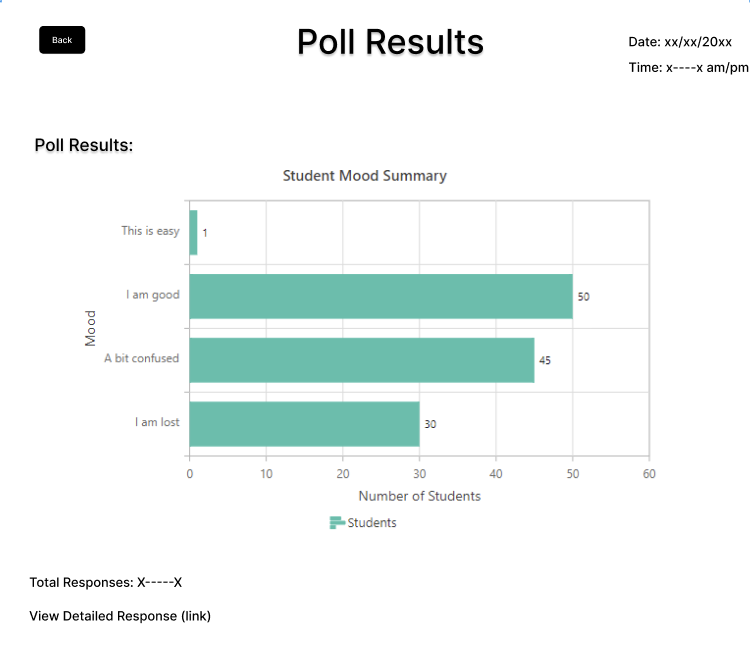 Back
Poll Results
Date: xx/xx/20xx
Time: x----x am/pm
Poll Results:
Student Mood Summary
This is easy
1
I am good
50
Mood
A bit confused
45
I am lost
30
0 10 20 30 40 50 60
Number of Students
Students
Total Responses: X-----X
View Detailed Response (link)